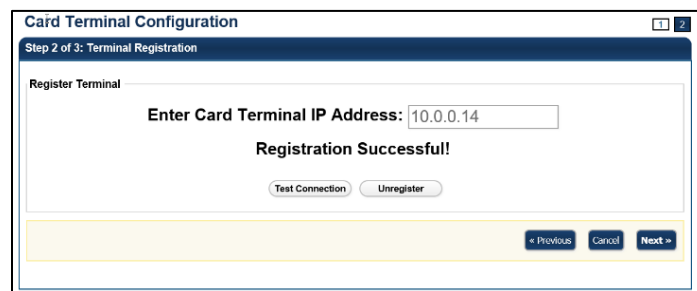 Card Terminal Configuration
1 2
Step 2 of 3: Terminal Registration
Register Terminal
Enter Card Terminal IP Address: 10.0.0.14
Registration Successful!
Test Connection Unregister
« Previous Cancel Next »